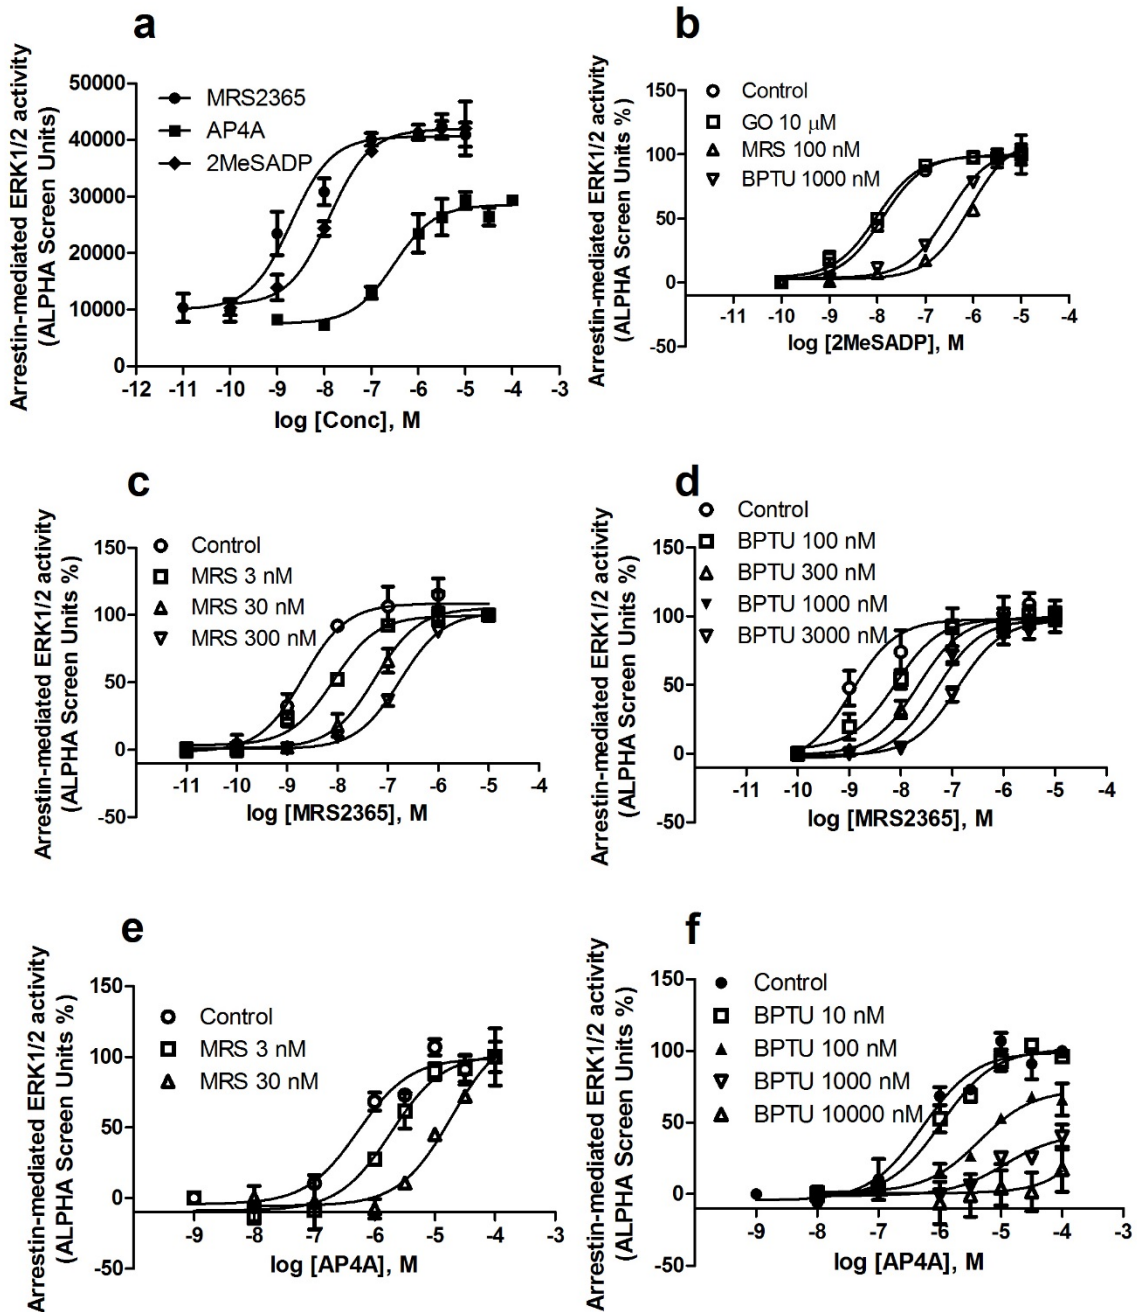 a
Arrestin-mediated ERK1/2 activity
(ALPHA Screen Units)
50000
40000
30000
20000
10000
0
MRS2365
AP4A
2MeSADP
-12 -11 -10 -9 -8 -7 -6 -5 -4 -3
log [Conc], M
b
Arrestin-mediated ERK1/2 activity
(ALPHA Screen Units %)
150
100
50
0
-50
Control
GO 10 µM
MRS 100 nM
BPTU 1000 nM
-11 -10 -9 -8 -7 -6 -5 -4
log [2MeSADP], M
c
Arrestin-mediated ERK1/2 activity
(ALPHA Screen Units %)
150
100
50
0
-50
Control
MRS 3 nM
MRS 30 nM
MRS 300 nM
-11 -10 -9 -8 -7 -6 -5 -4
log [MRS2365], M
d
Arrestin-mediated ERK1/2 activity
(ALPHA Screen Units %)
150
100
50
0
-50
Control
BPTU 100 nM
BPTU 300 nM
BPTU 1000 nM
BPTU 3000 nM
-11 -10 -9 -8 -7 -6 -5 -4
log [MRS2365], M
e
Arrestin-mediated ERK1/2 activity
(ALPHA Screen Units %)
150
100
50
0
-50
Control
MRS 3 nM
MRS 30 nM
-9 -8 -7 -6 -5 -4 -3
log [AP4A], M
f
Arrestin-mediated ERK1/2 activity
(ALPHA Screen Units %)
150
100
50
0
-50
Control
BPTU 10 nM
BPTU 100 nM
BPTU 1000 nM
BPTU 10000 nM
-9 -8 -7 -6 -5 -4 -3
log [AP4A], M